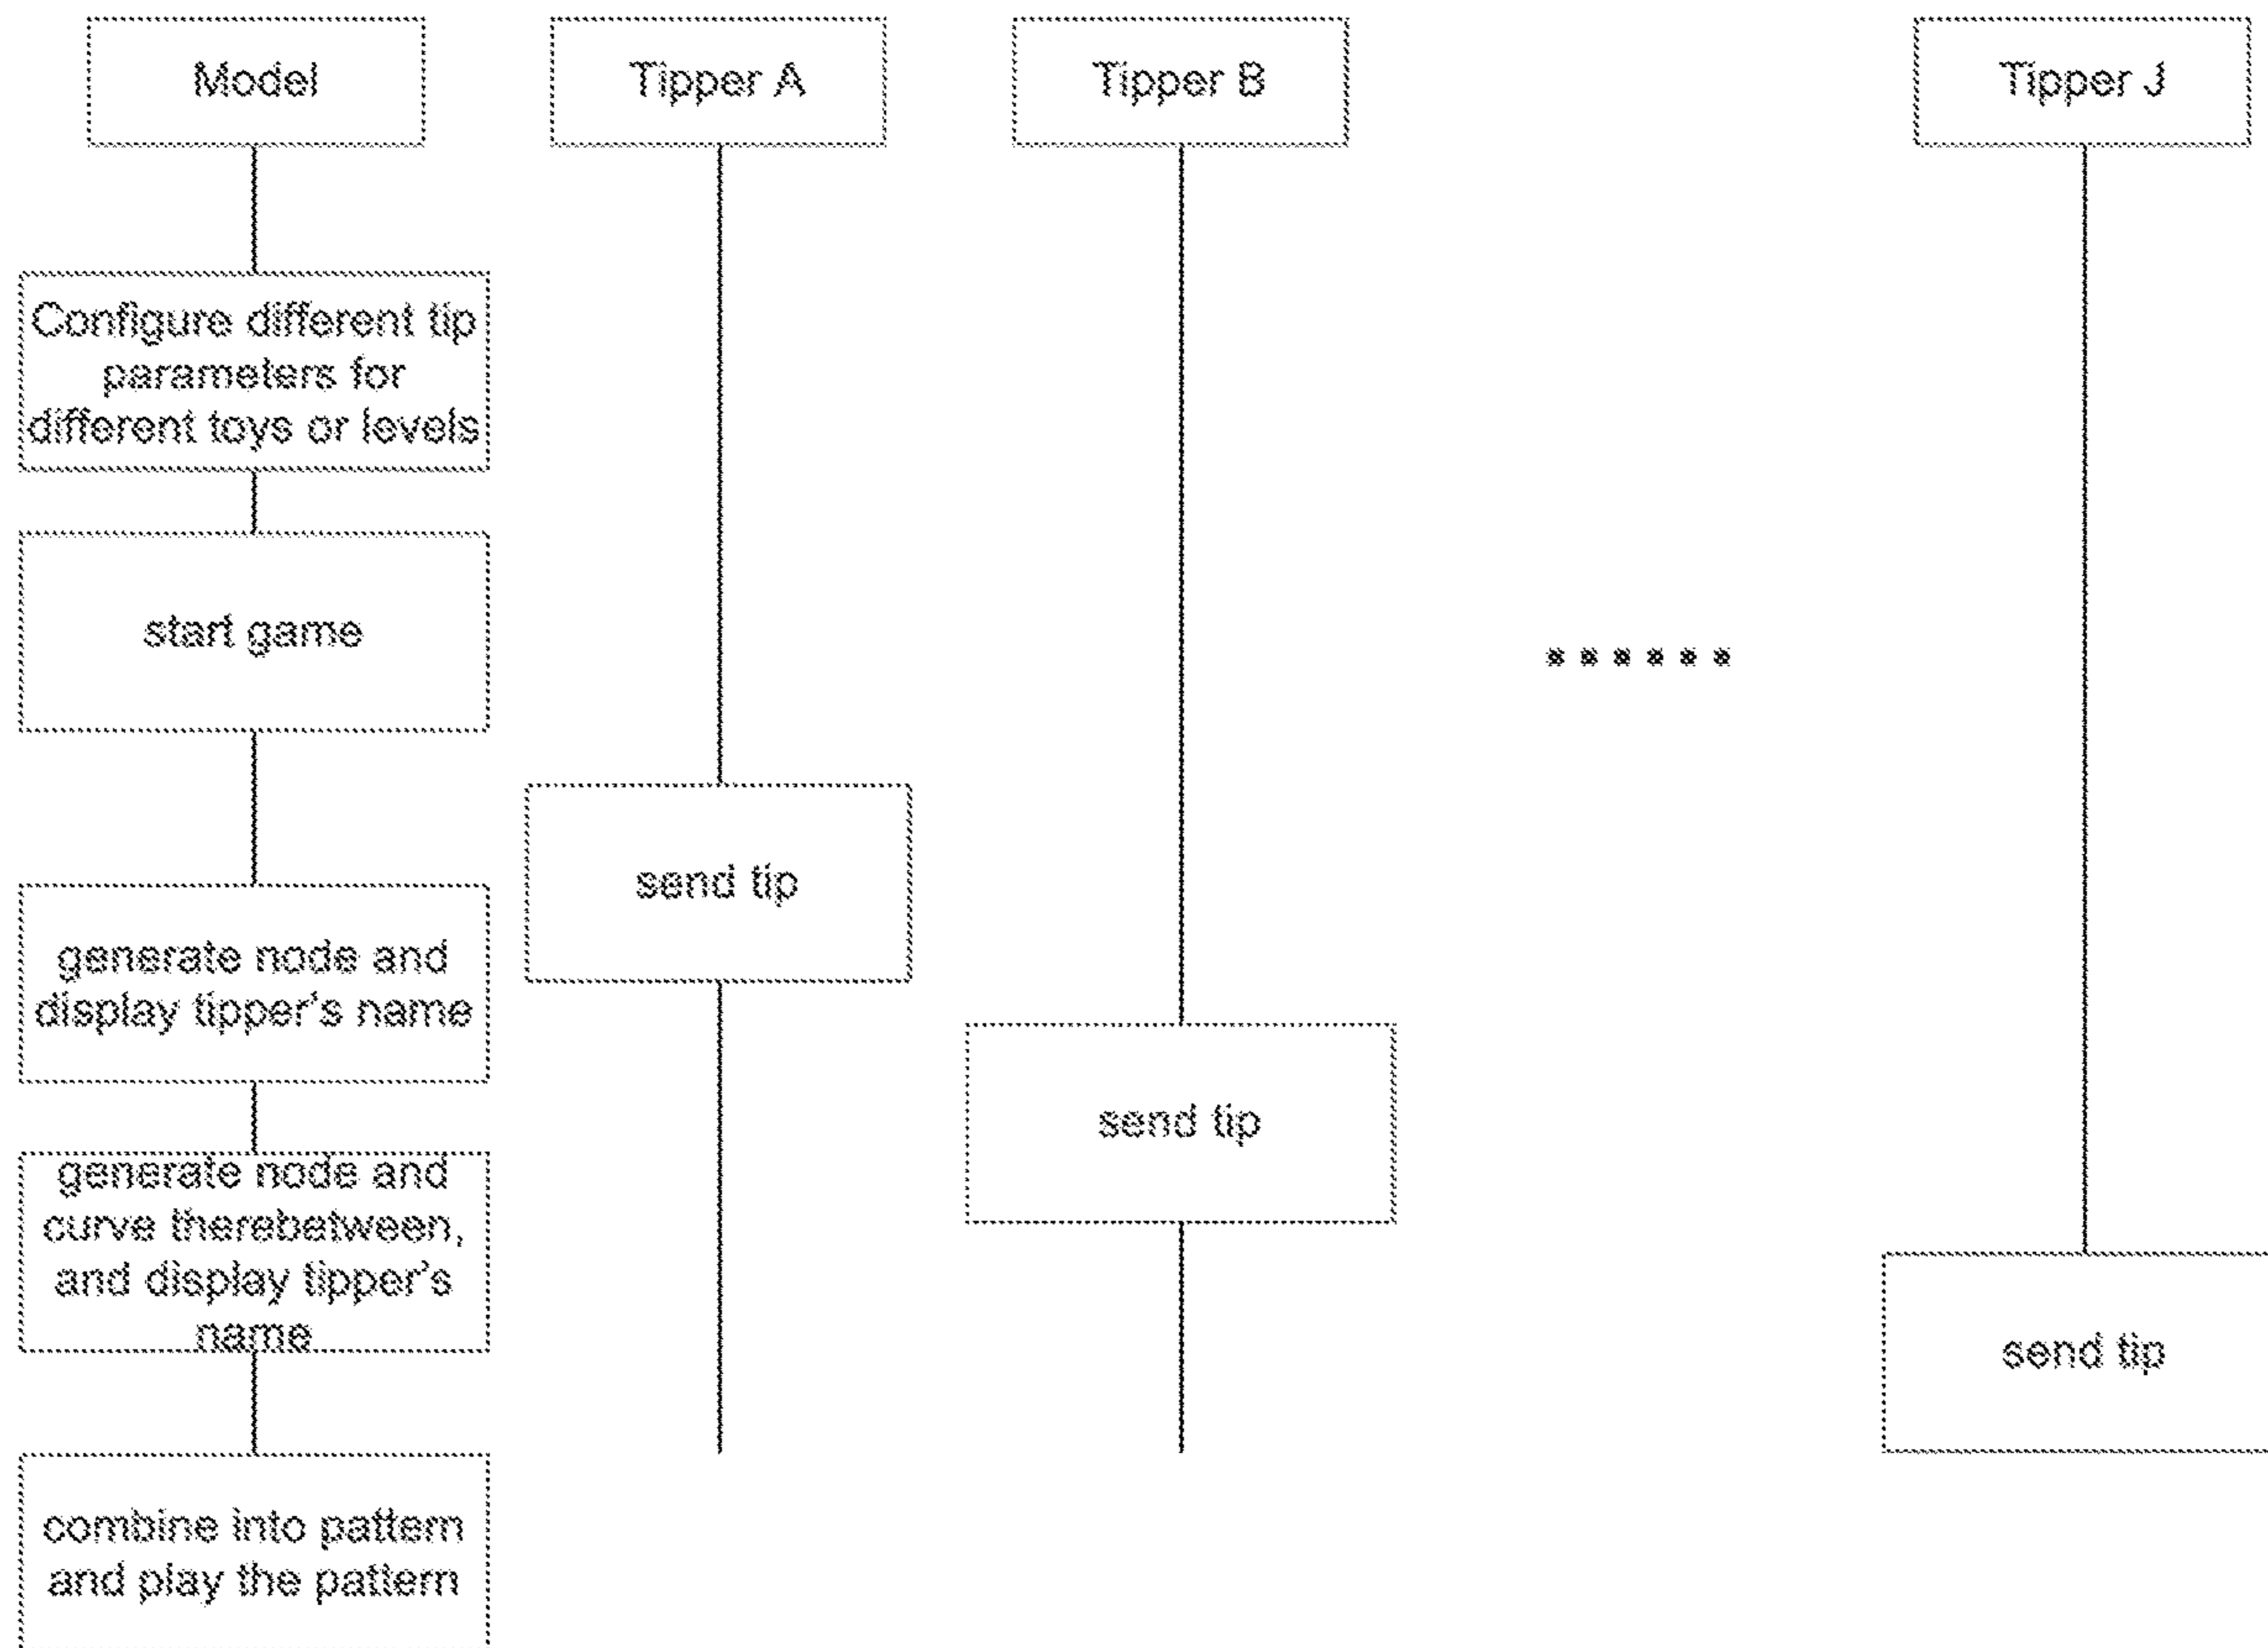 Model
Tipper A
Tipper B
Tipper J
Configure different tip
parameters for
different toys or levels
start game
......
send tip
generate node and
display tipper's name
send tip
generate node and
curve therebetween,
and display tipper's
name
send tip
combine into pattern
and play the pattern